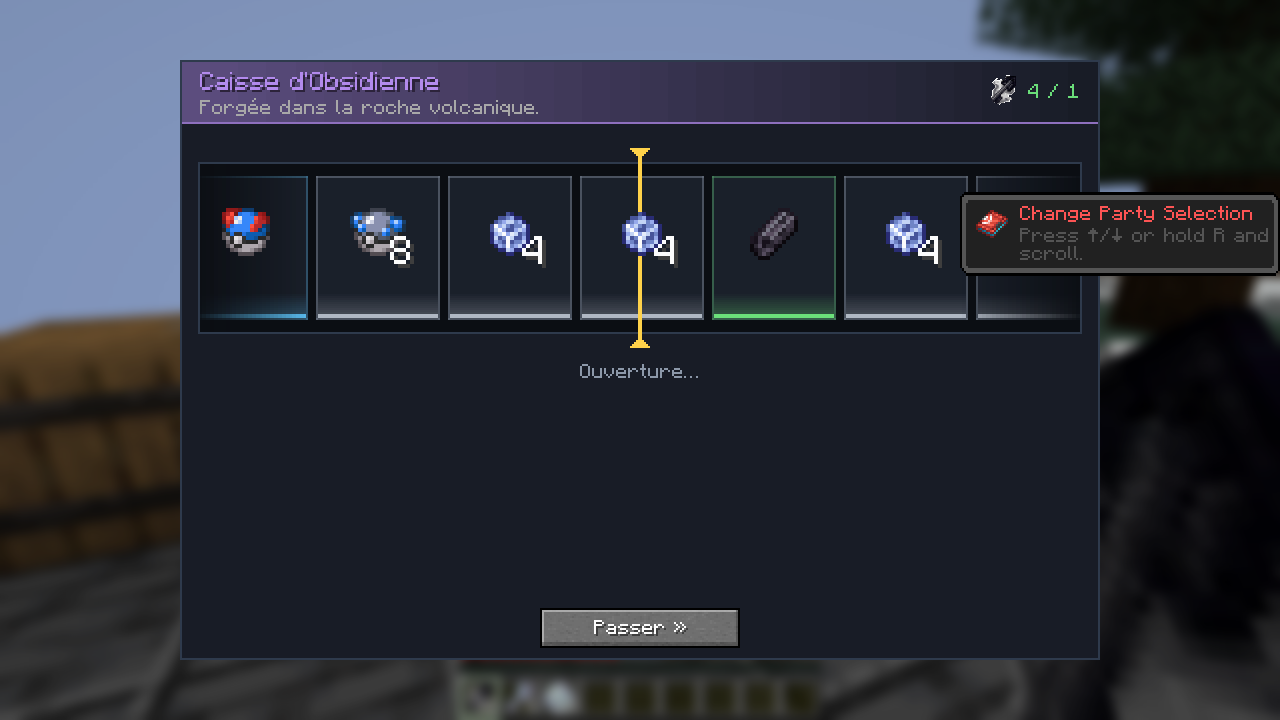 Caisse d'Obsidienne
Forgée dans la roche volcanique.
4 / 1
8
4
4
4
Change Party Selection
Press ↑/↓ or hold R and
scroll.
Ouverture...
Passer »